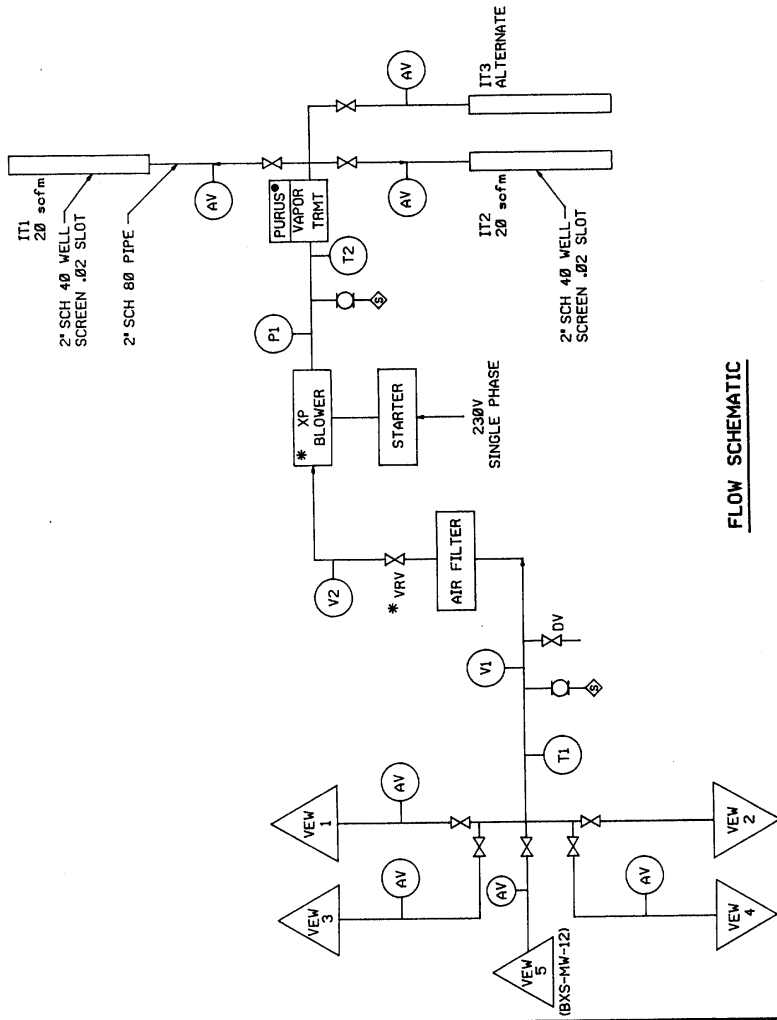 VEW
1
VEW
3
AV
AV
VEW
5
(BXS-MW-12)
AV
VEW
4
AV
VEW
2
T1
V1
S
DV
AIR FILTER
* VRV
V2
* XP
BLOWER
STARTER
230V
SINGLE PHASE
P1
S
T2
PURUS●
VAPOR
TRMT
IT1
20 scfm
2" SCH 40 WELL
SCREEN .02 SLOT
2" SCH 80 PIPE
AV
AV
IT2
20 scfm
2" SCH 40 WELL
SCREEN .02 SLOT
AV
IT3
ALTERNATE
FLOW SCHEMATIC